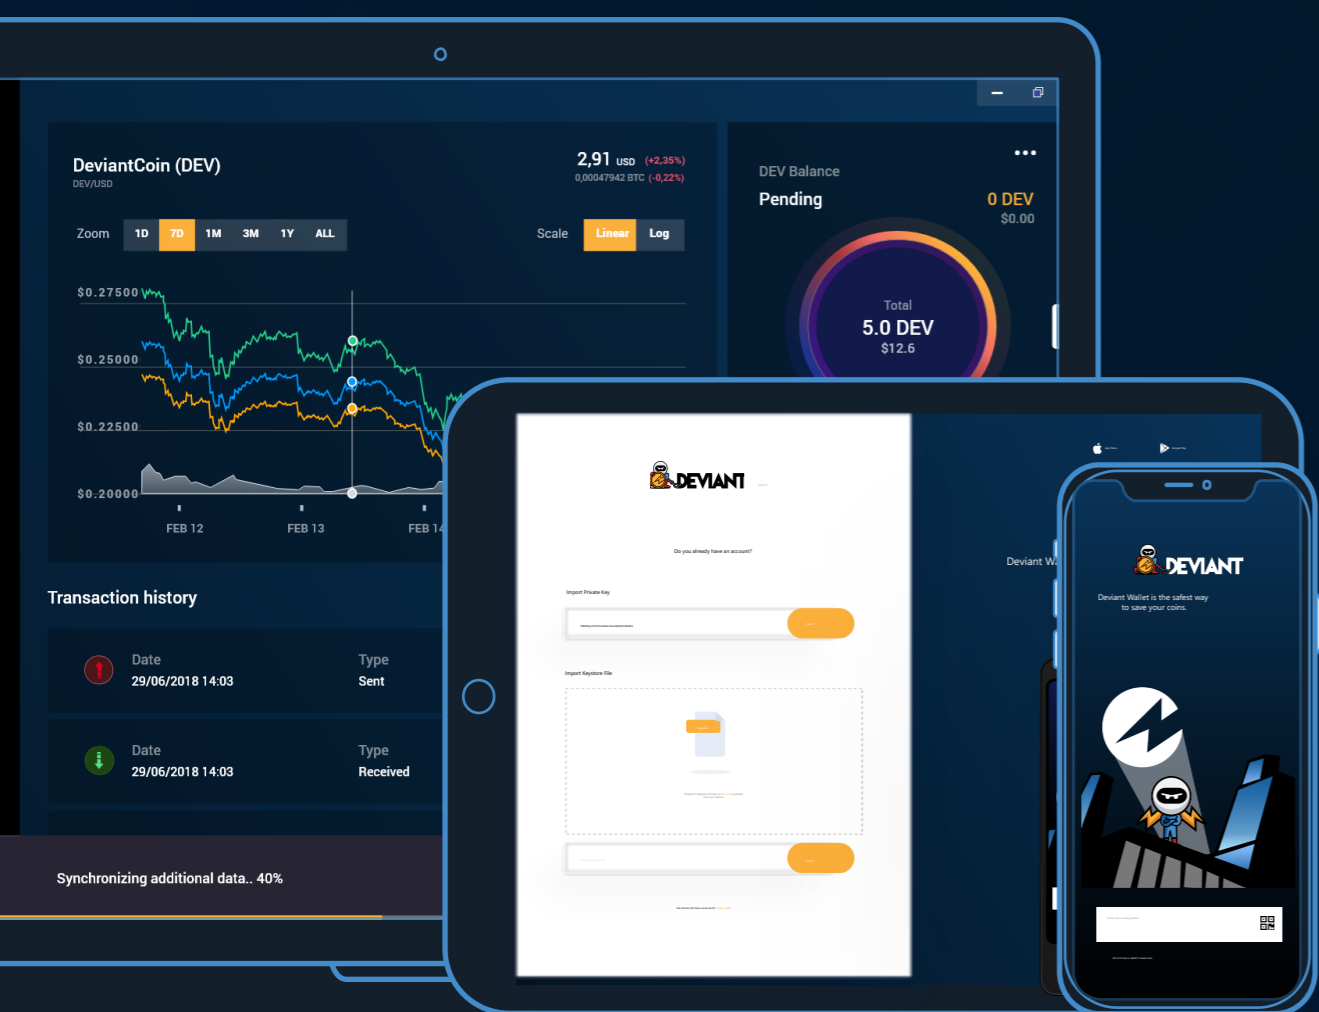 DeviantCoin (DEV)
DEV/USD
2,91 USD (+2,35%)
0,00047942 BTC (-0,22%)
Zoom 1D 7D 1M 3M 1Y ALL
Scale Linear Log
$0.27500
$0.25000
$0.22500
$0.20000
FEB 12 FEB 13 FEB 14
DEV Balance
Pending 0 DEV
$0.00
Total
5.0 DEV
$12.6
Transaction history
Date Type
29/06/2018 14:03 Sent
Date Type
29/06/2018 14:03 Received
Synchronizing additional data.. 40%
DEVIANT
Do you already have an account?
Import Private Key
Import Keystore File
Deviant
DEVIANT
Deviant Wallet is the safest way
to save your coins.